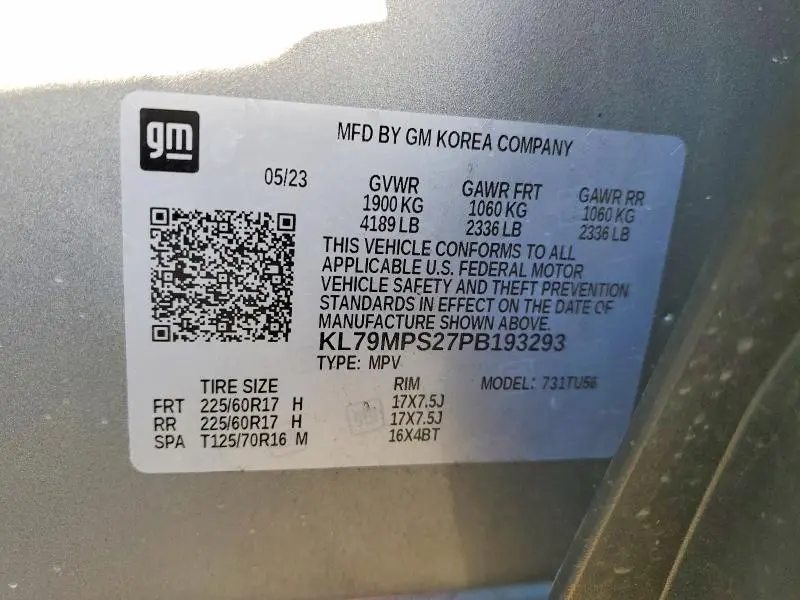 gm
MFD BY GM KOREA COMPANY
05/23 GVWR GAWR FRT GAWR RR
1900 KG 1060 KG 1060 KG
4189 LB 2336 LB 2336 LB
THIS VEHICLE CONFORMS TO ALL
APPLICABLE U.S. FEDERAL MOTOR
VEHICLE SAFETY AND THEFT PREVENTION
STANDARDS IN EFFECT ON THE DATE OF
MANUFACTURE SHOWN ABOVE.
KL79MPS27PB193293
TYPE: MPV
TIRE SIZE RIM MODEL: 731TU56
FRT 225/60R17 H 17X7.5J
RR 225/60R17 H 17X7.5J
SPA T125/70R16 M 16X4BT